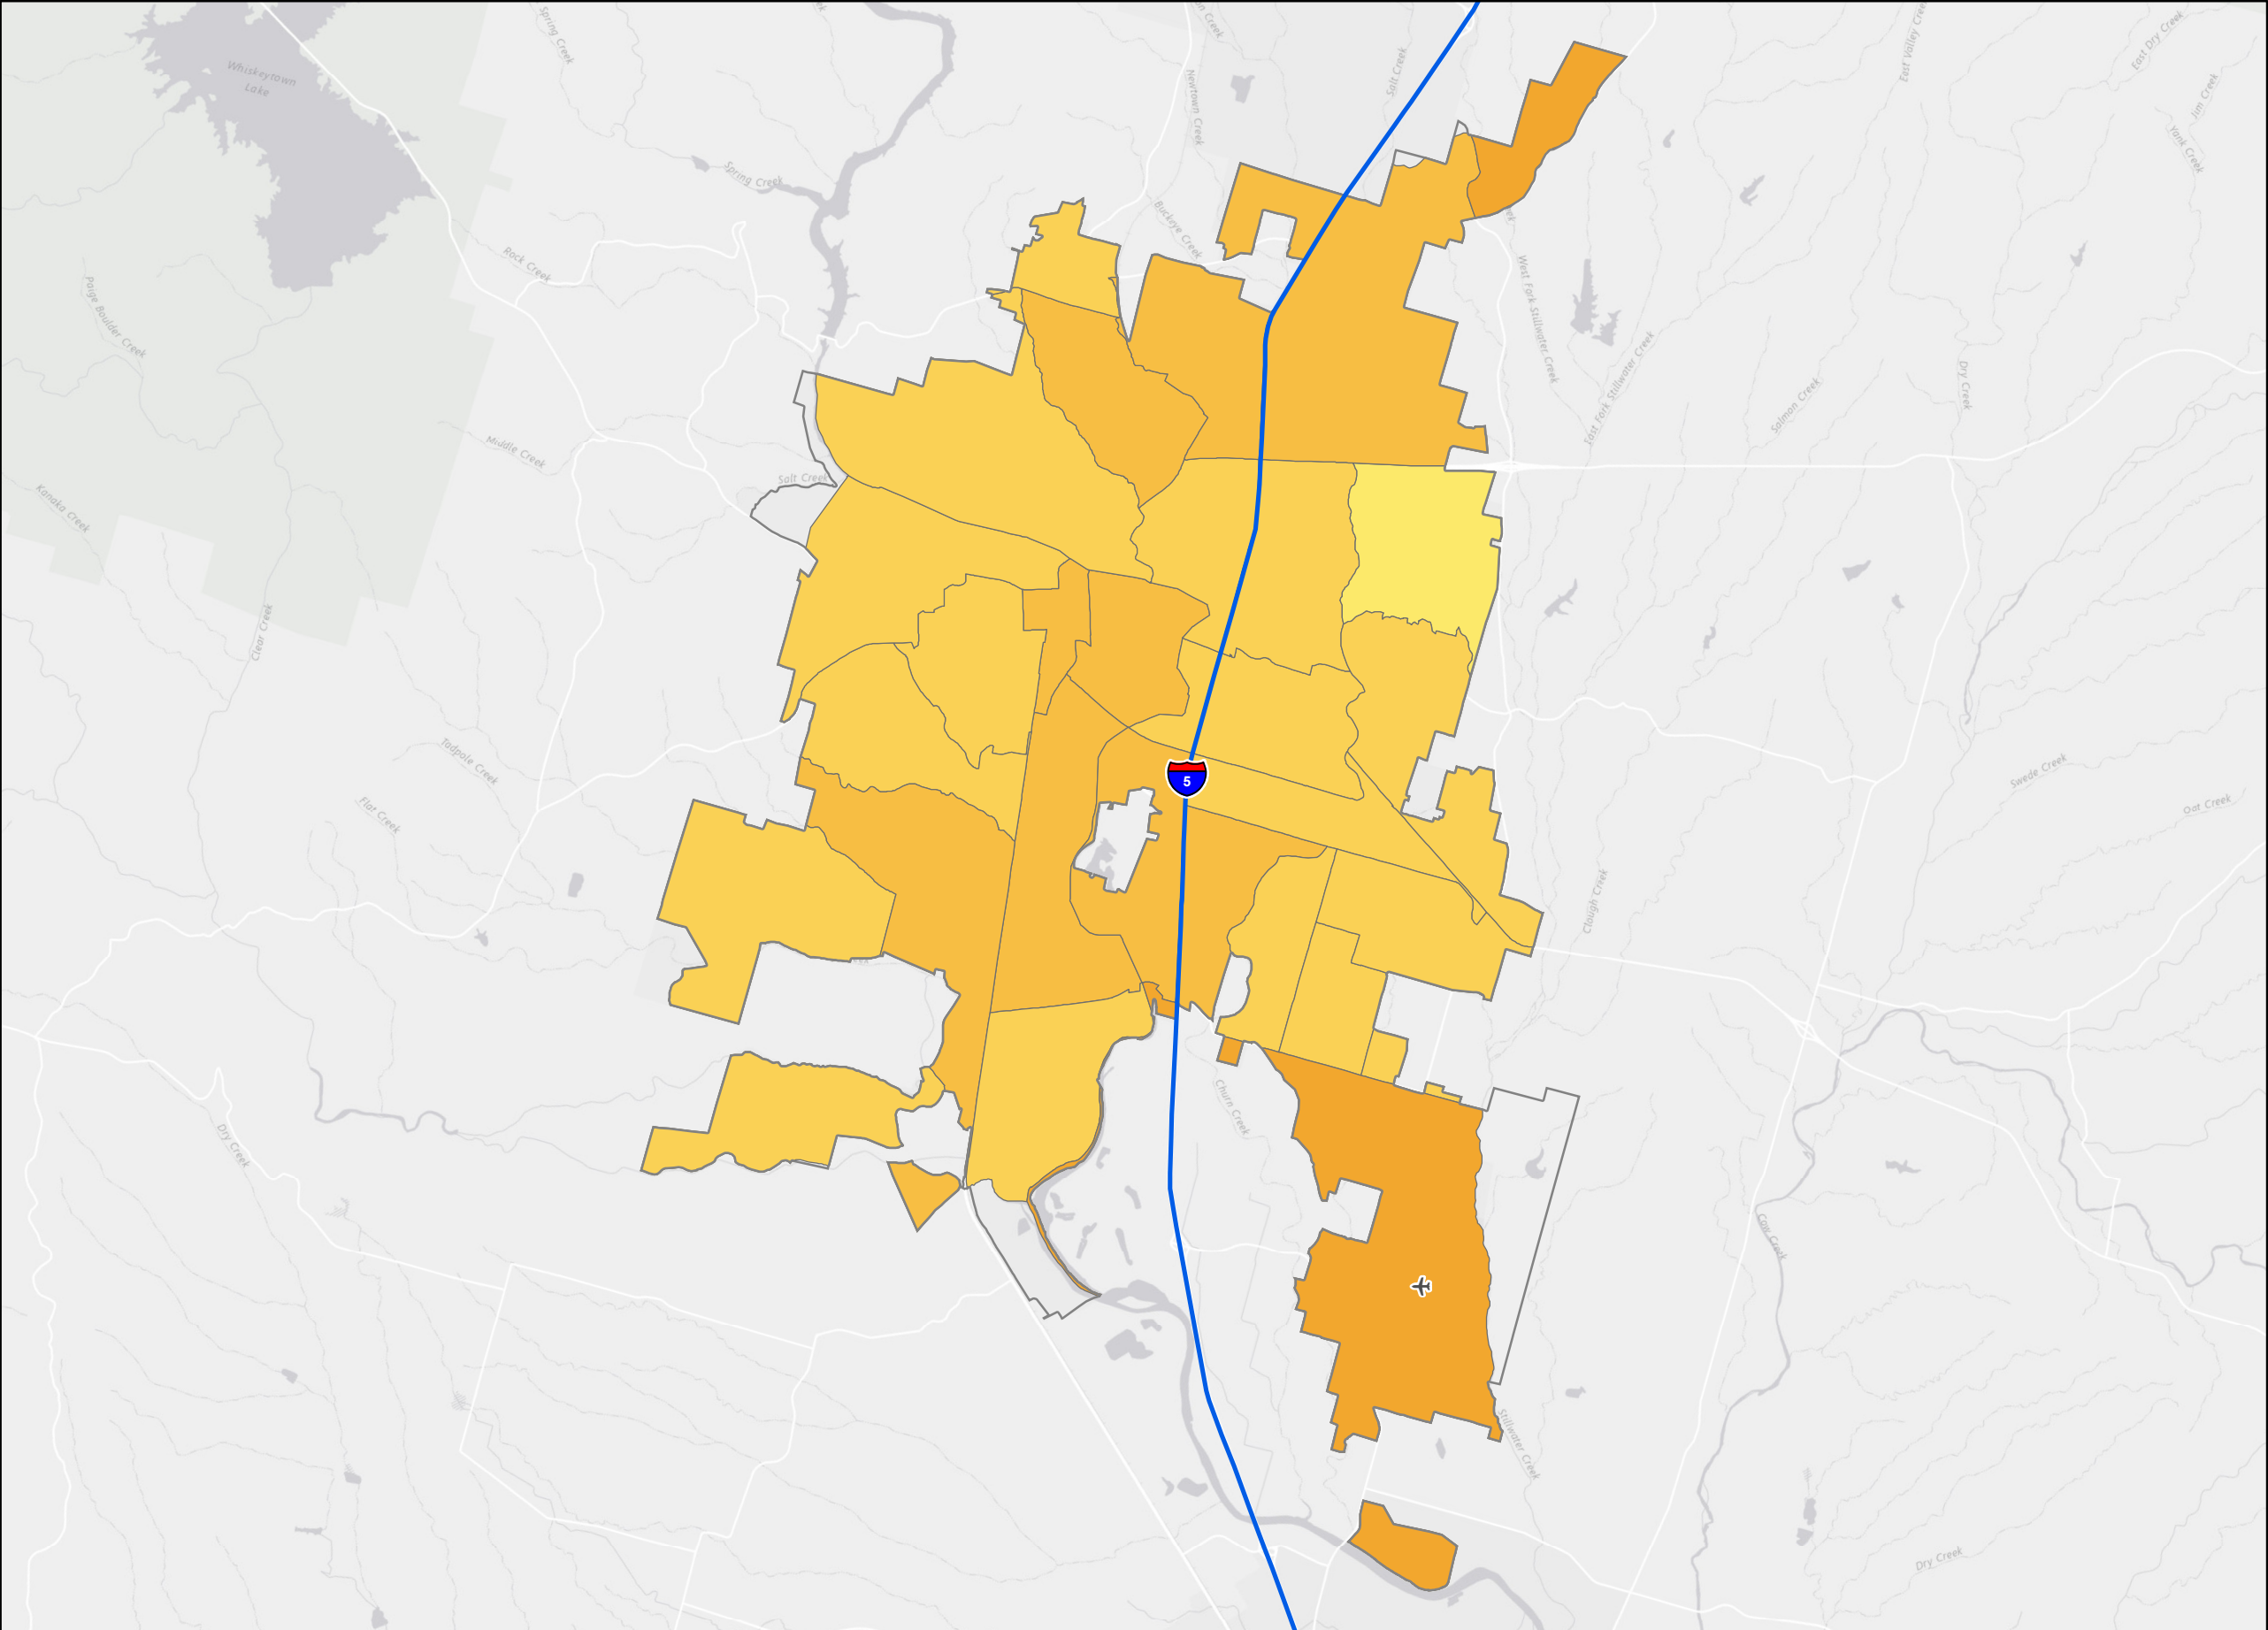 Spring Creek
Newtown Creek
Salt Creek
East Valley Creek
East Dry Creek
Jim Creek
Yank Creek
Whiskeytown
Lake
Spring Creek
Buckeye Creek
Rock Creek
Paige Boulder Creek
West Fork Stillwater Creek
East Fork Stillwater Creek
Salmon Creek
Dry Creek
Middle Creek
Salt Creek
Kanaka Creek
Clear Creek
Tadpole Creek
Flat Creek
5
Swede Creek
Oat Creek
Clough Creek
Churn Creek
Dry Creek
Cow Creek
Stillwater Creek
Dry Creek